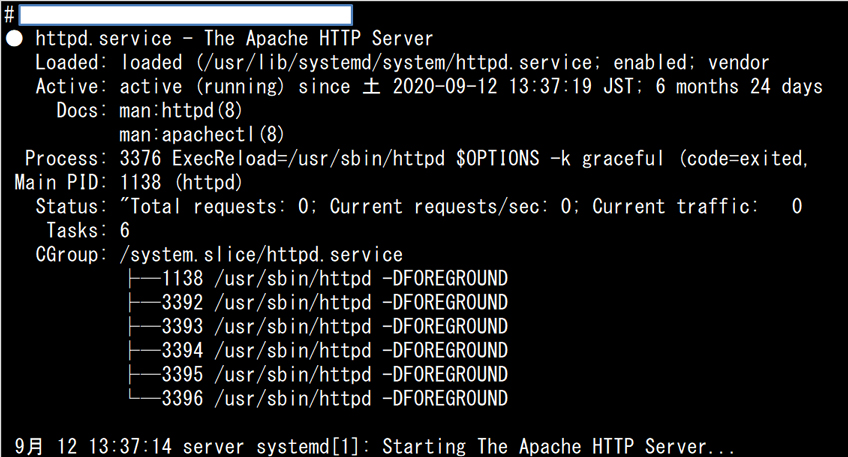 #
● httpd.service - The Apache HTTP Server
Loaded: loaded (/usr/lib/systemd/system/httpd.service; enabled; vendor
Active: active (running) since 土 2020-09-12 13:37:19 JST; 6 months 24 days
Docs: man:httpd(8)
man:apachectl(8)
Process: 3376 ExecReload=/usr/sbin/httpd $OPTIONS -k graceful (code=exited,
Main PID: 1138 (httpd)
Status: "Total requests: 0; Current requests/sec: 0; Current traffic:   0
Tasks: 6
CGroup: /system.slice/httpd.service
├─1138 /usr/sbin/httpd -DFOREGROUND
├─3392 /usr/sbin/httpd -DFOREGROUND
├─3393 /usr/sbin/httpd -DFOREGROUND
├─3394 /usr/sbin/httpd -DFOREGROUND
├─3395 /usr/sbin/httpd -DFOREGROUND
└─3396 /usr/sbin/httpd -DFOREGROUND
9月 12 13:37:14 server systemd[1]: Starting The Apache HTTP Server...